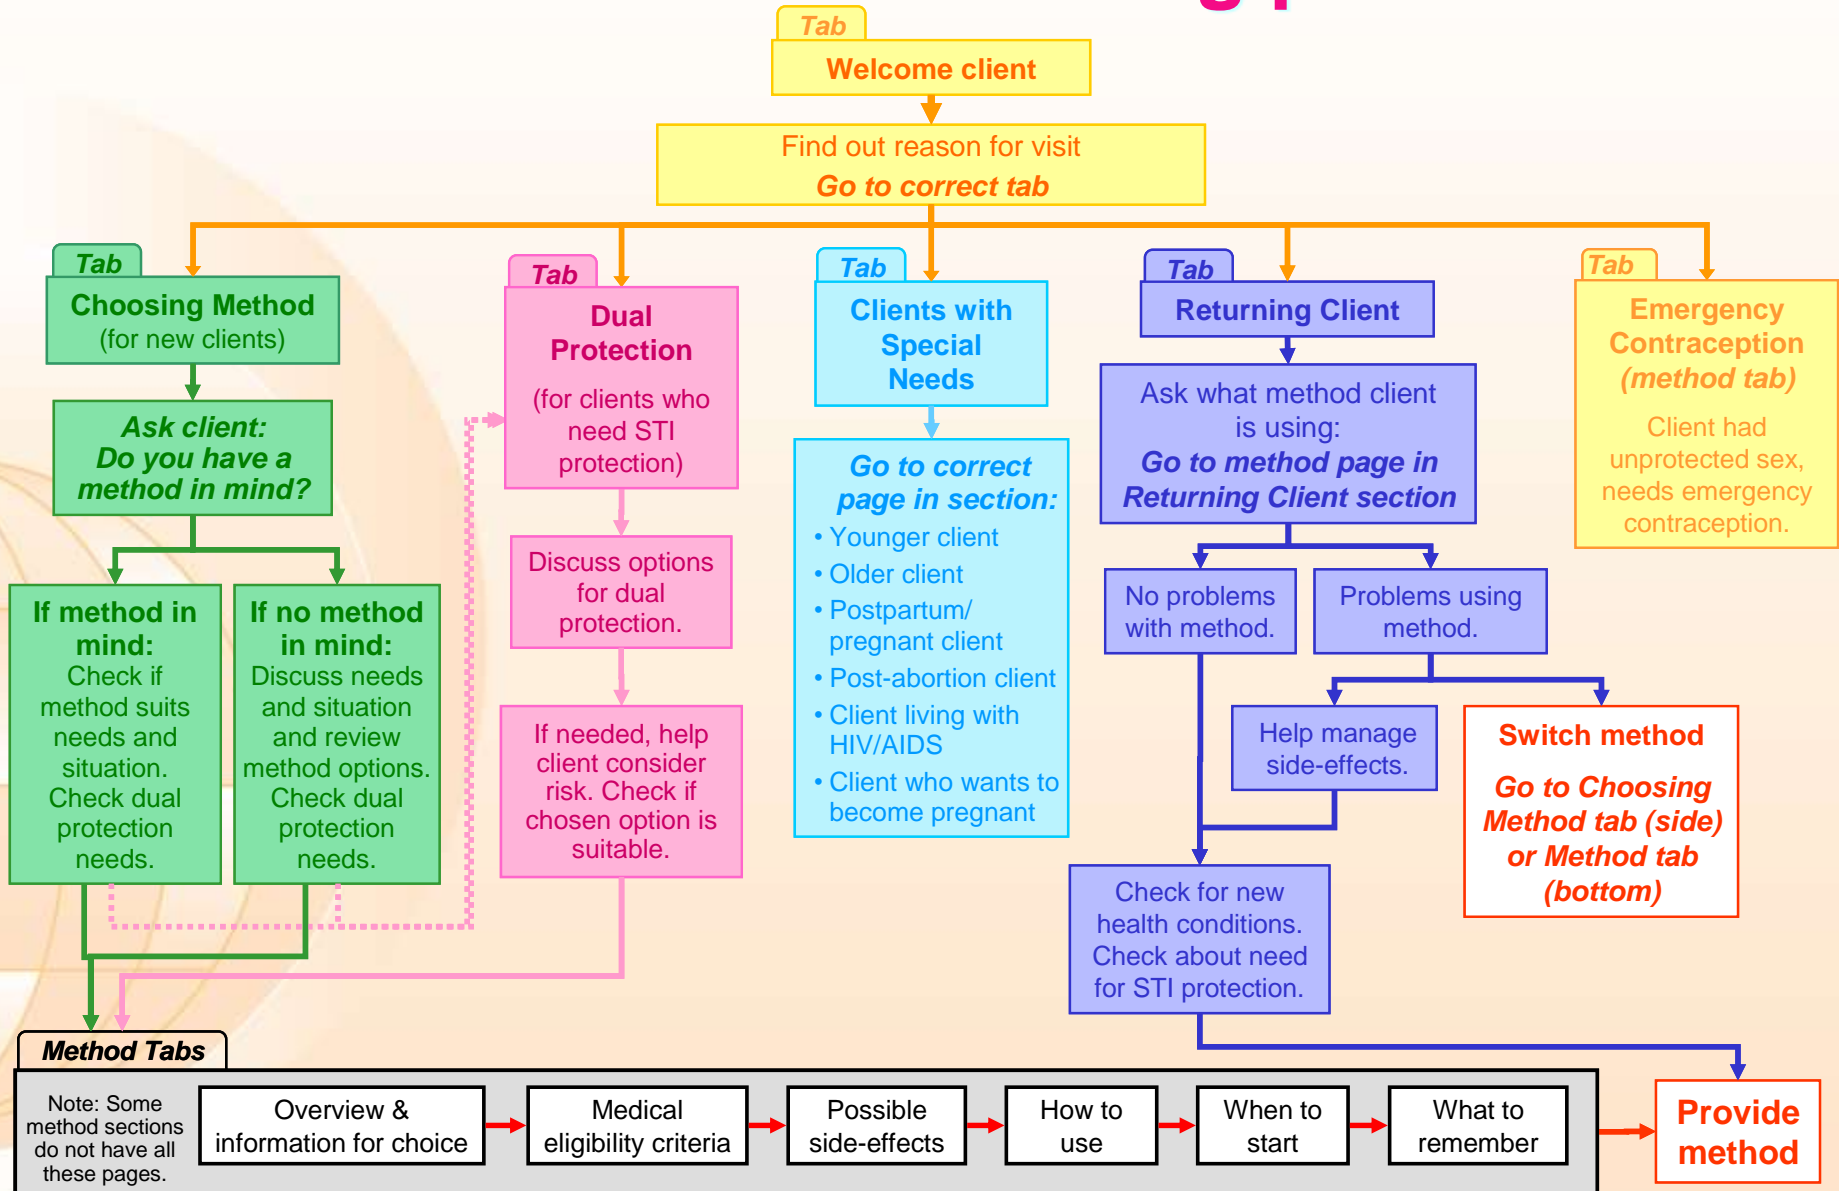 Tab
Welcome client
Find out reason for visit
Go to correct tab
Tab
Choosing Method
(for new clients)
Ask client:
Do you have a
method in mind?
If method in
mind:
Check if
method suits
needs and
situation.
Check dual
protection
needs.
If no method
in mind:
Discuss needs
and situation
and review
method options.
Check dual
protection
needs.
Tab
Dual
Protection
(for clients who
need STI
protection)
Discuss options
for dual
protection.
If needed, help
client consider
risk. Check if
chosen option is
suitable.
Tab
Clients with
Special
Needs
Go to correct
page in section:
• Younger client
• Older client
• Postpartum/
pregnant client
• Post-abortion client
• Client living with
HIV/AIDS
• Client who wants to
become pregnant
Tab
Returning Client
Ask what method client
is using:
Go to method page in
Returning Client section
No problems
with method.
Problems using
method.
Help manage
side-effects.
Switch method
Go to Choosing
Method tab (side)
or Method tab
(bottom)
Check for new
health conditions.
Check about need
for STI protection.
Tab
Emergency
Contraception
(method tab)
Client had
unprotected sex,
needs emergency
contraception.
Method Tabs
Note: Some
method sections
do not have all
these pages.
Overview &
information for choice
Medical
eligibility criteria
Possible
side-effects
How to
use
When to
start
What to
remember
Provide
method